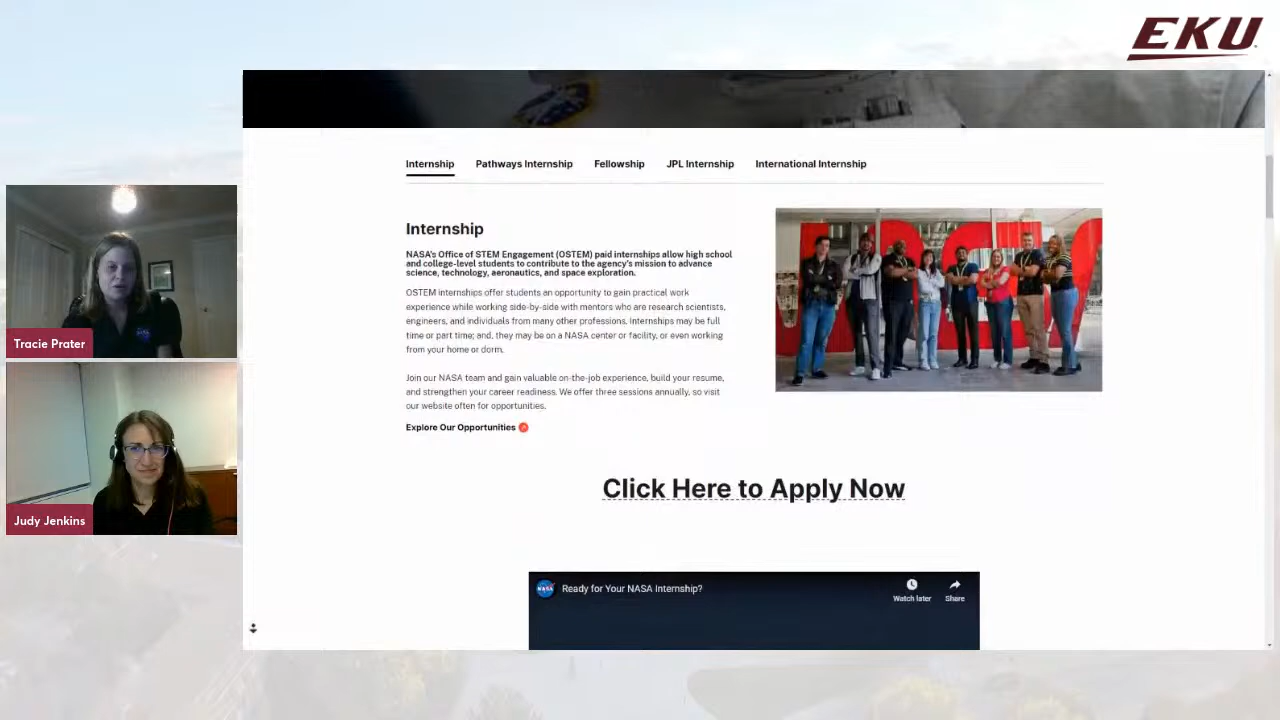 EKU
Internship
Pathways Internship
Fellowship
JPL Internship
International Internship
Internship
NASA's Office of STEM Engagement (OSTEM) paid internships allow high school
and college-level students to contribute to the agency's mission to advance
science, technology, aeronautics, and space exploration.
OSTEM internships offer students an opportunity to gain practical work
experience while working side-by-side with mentors who are research scientists,
engineers, and individuals from many other professions. Internships may be full
time or part time; and, they may be on a NASA center or facility, or even working
from your home or dorm.
Join our NASA team and gain valuable on-the-job experience, build your resume,
and strengthen your career readiness. We offer three sessions annually, so visit
our website often for opportunities.
Explore Our Opportunities
Click Here to Apply Now
NASA
Ready for Your NASA Internship?
Watch later
Share
Tracie Prater
Judy Jenkins